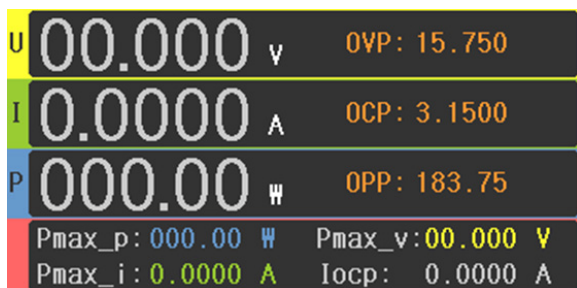 U 00.000 V OVP: 15.750
I 0.0000 A OCP: 3.1500
P 000.00 W OPP: 183.75
Pmax_p: 000.00 W Pmax_v: 00.000 V
Pmax_i: 0.0000 A Iocp: 0.0000 A